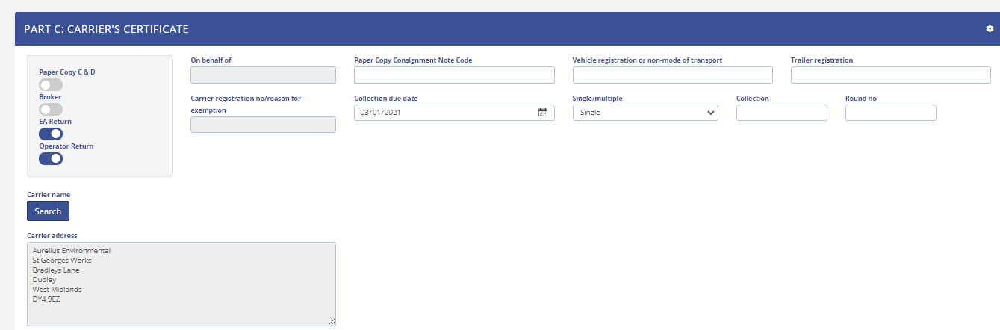 PART C: CARRIER'S CERTIFICATE
Paper Copy C & D
Broker
EA Return
Operator Return
On behalf of
Paper Copy Consignment Note Code
Vehicle registration or non-mode of transport
Trailer registration
Carrier registration no/reason for
exemption
Collection due date
03/01/2021
Single/multiple
Single
Collection
Round no
Carrier name
Search
Carrier address
Aurelius Environmental
St Georges Works
Bradleys Lane
Dudley
West Midlands
DY4 9EZ